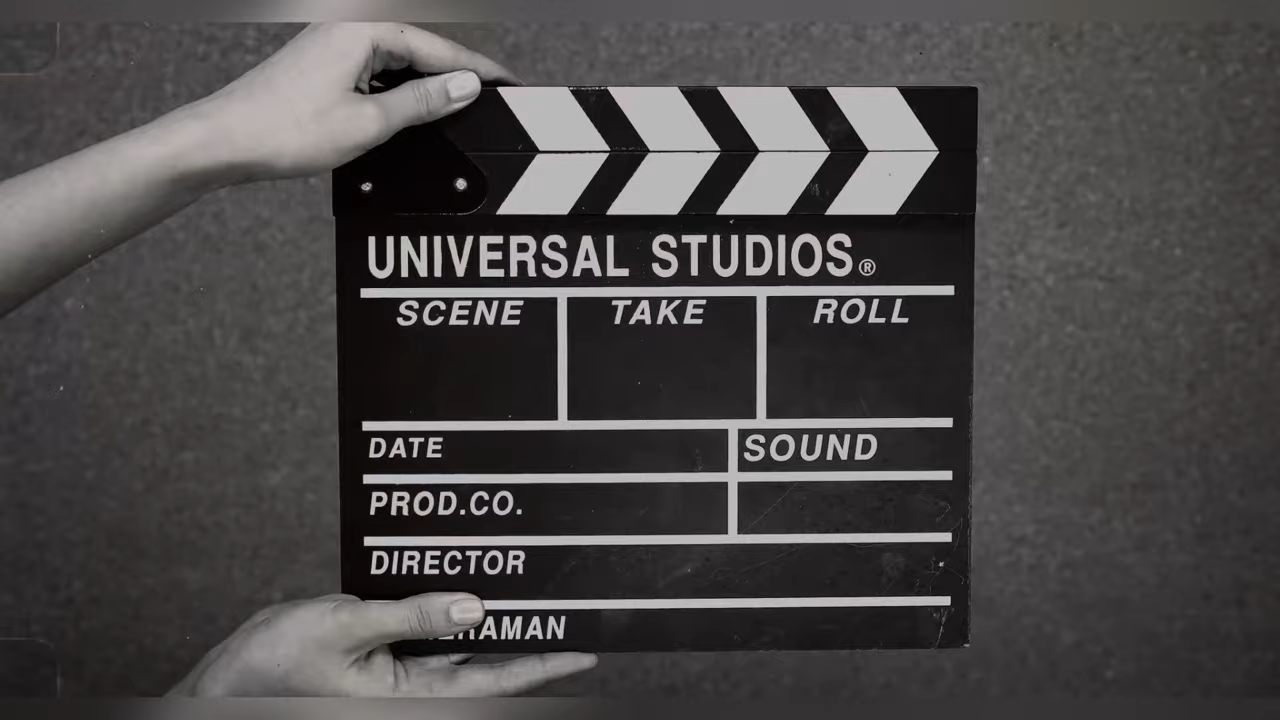 UNIVERSAL STUDIOS®
SCENE TAKE ROLL
DATE SOUND
PROD.CO.
DIRECTOR